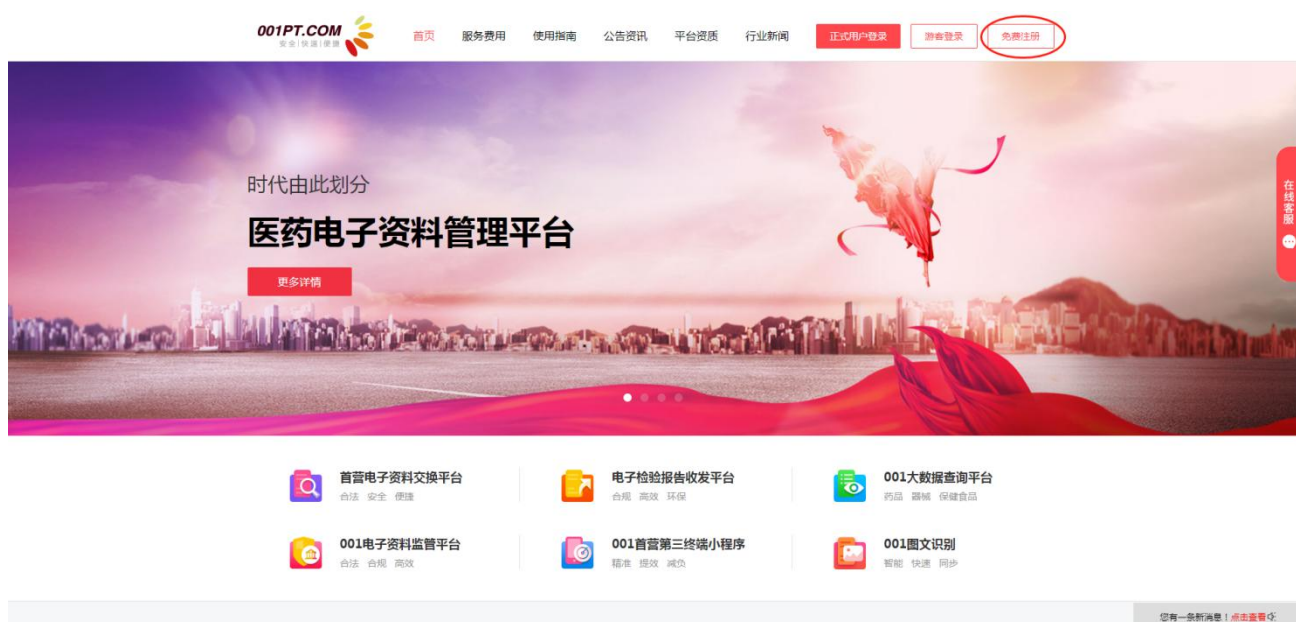 001PT.COM
安全|快速|便捷
首页 服务费用 使用指南 公告资讯 平台资质 行业新闻 正式用户登录 游客登录 免费注册
时代由此划分
医药电子资料管理平台
更多详情
在线客服
首营电子资料交换平台
合法 安全 便捷
电子检验报告收发平台
合规 高效 环保
001大数据查询平台
药品 器械 保健食品
001电子资料监管平台
合法 合规 高效
001首营第三终端小程序
精准 提效 减负
001图文识别
智能 快速 同步
您有一条新消息！点击查看